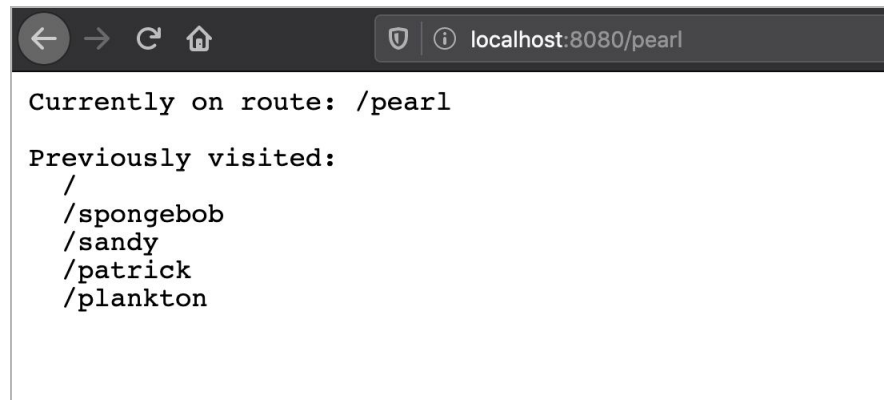 localhost:8080/pearl
Currently on route: /pearl
Previously visited:
/
/spongebob
/sandy
/patrick
/plankton